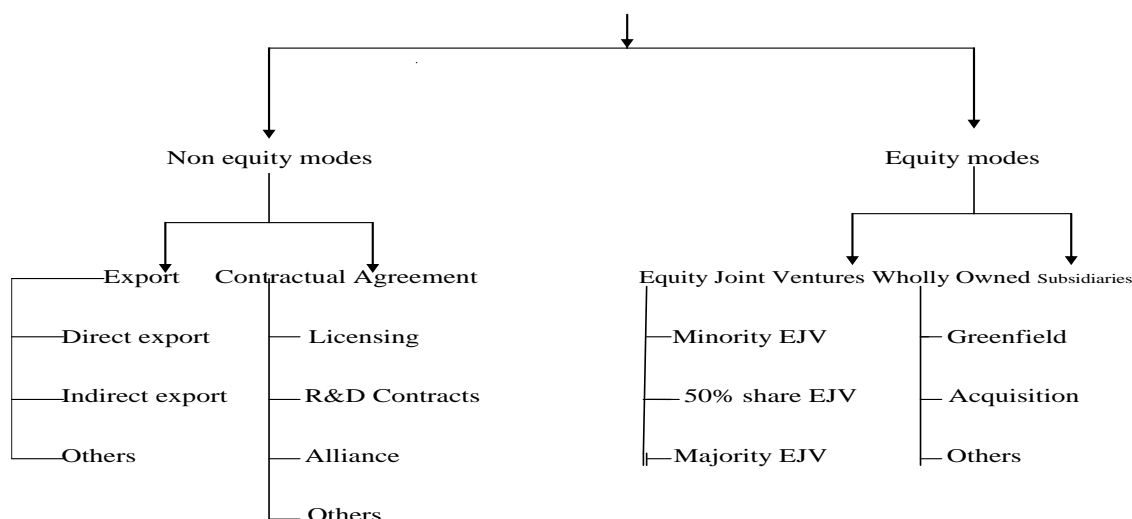 Non equity modes
Equity modes
Export
Contractual Agreement
Equity Joint Ventures
Wholly Owned Subsidiaries
Direct export
Licensing
Minority EJV
Greenfield
Indirect export
R&D Contracts
50% share EJV
Acquisition
Others
Alliance
Majority EJV
Others
Others